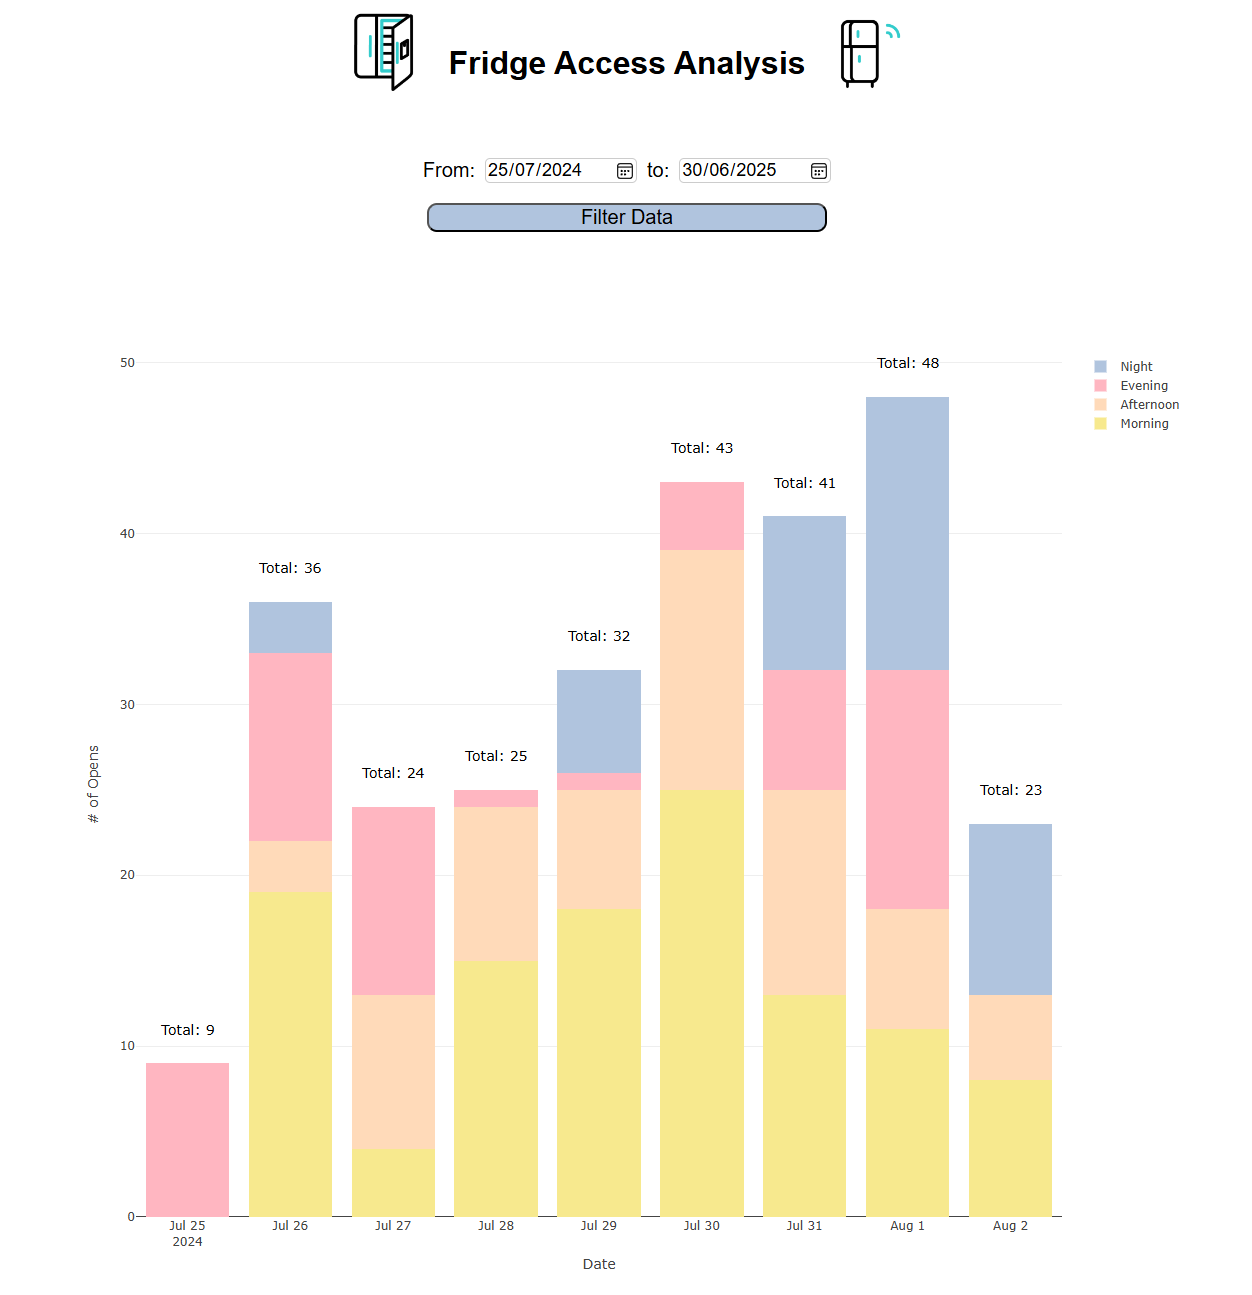 Fridge Access Analysis
From: 25/07/2024 to: 30/06/2025
Filter Data
50
40
30
20
10
0
# of Opens
Total: 9
Total: 36
Total: 24
Total: 25
Total: 32
Total: 43
Total: 41
Total: 48
Total: 23
Night
Evening
Afternoon
Morning
Jul 25
2024
Jul 26
Jul 27
Jul 28
Jul 29
Jul 30
Jul 31
Aug 1
Aug 2
Date